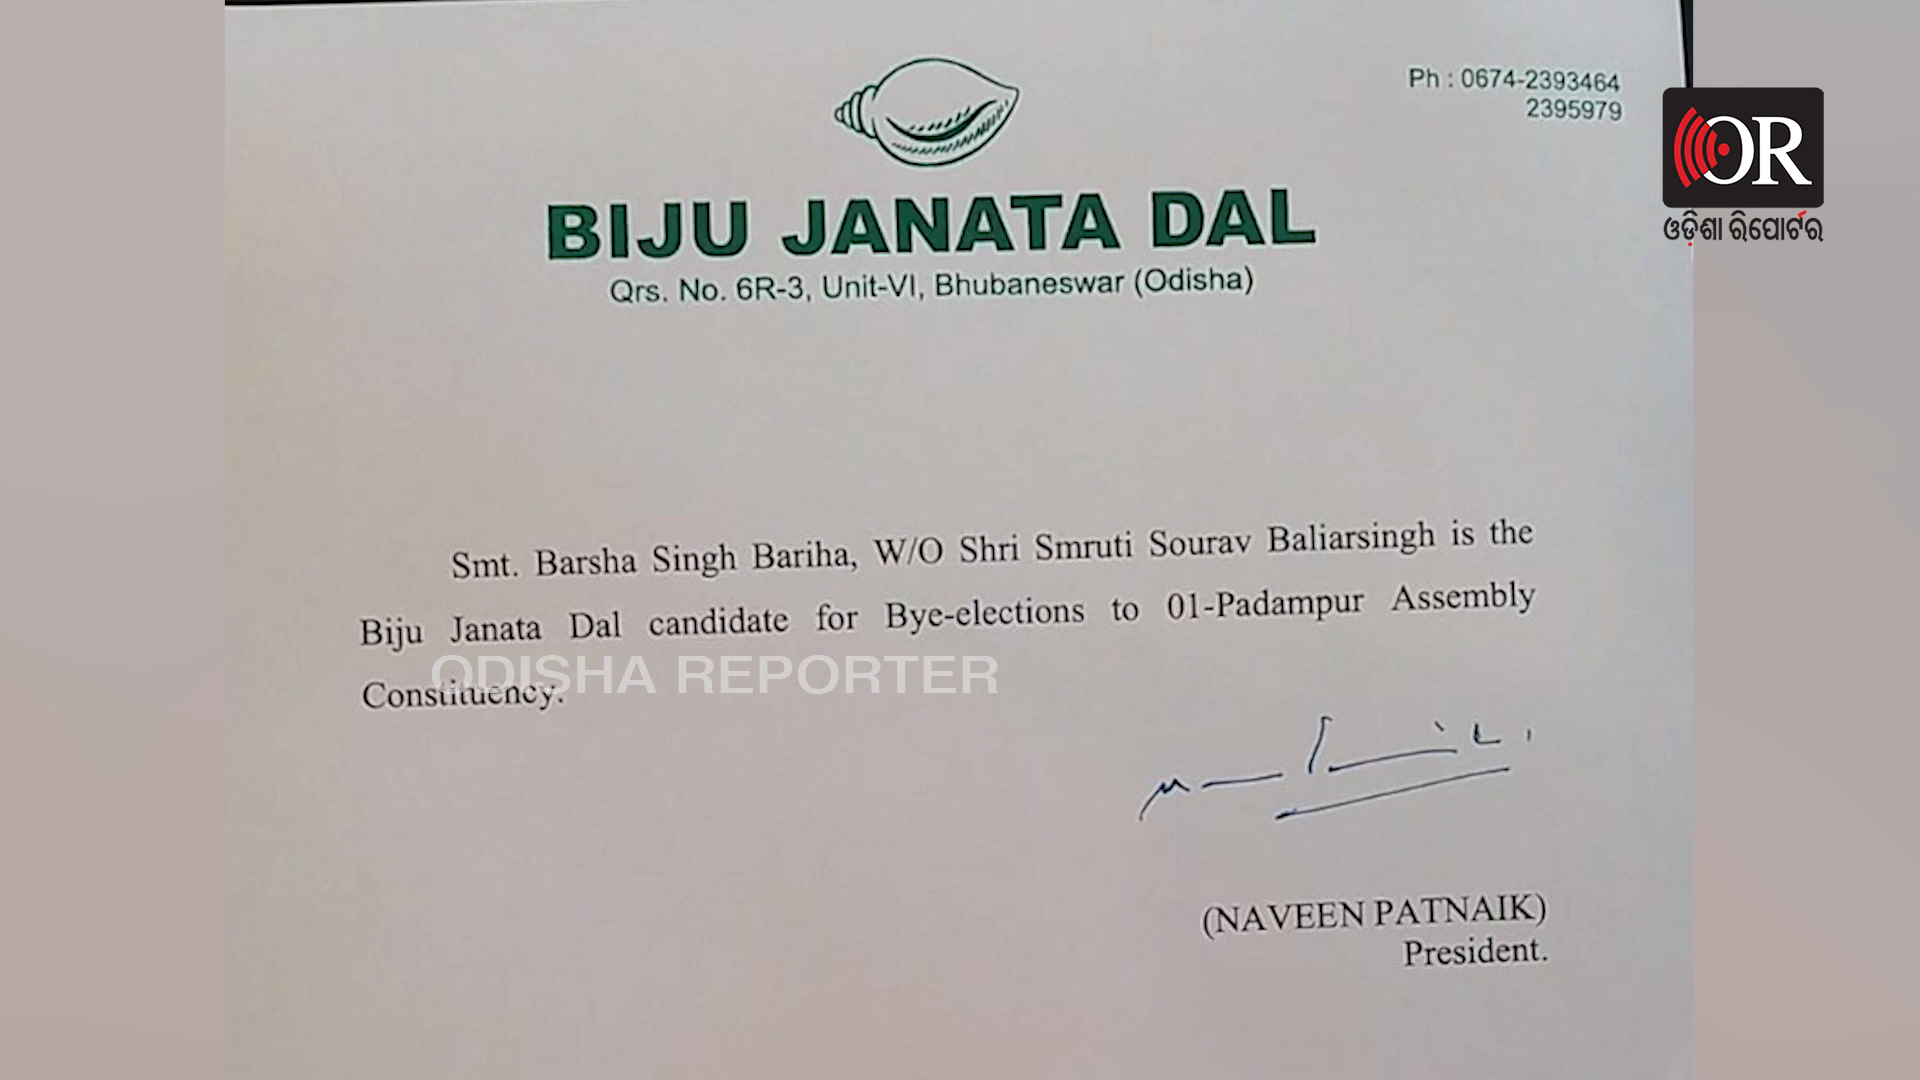 Ph : 0674-2393464
2395979
OR
ଓଡ଼ିଶା ରିପୋର୍ଟର
BIJU JANATA DAL
Qrs. No. 6R-3, Unit-VI, Bhubaneswar (Odisha)
Smt. Barsha Singh Bariha, W/O Shri Smruti Sourav Baliarsingh is the
Biju Janata Dal candidate for Bye-elections to 01-Padampur Assembly
Constituency.
ODISHA REPORTER
(NAVEEN PATNAIK)
President.